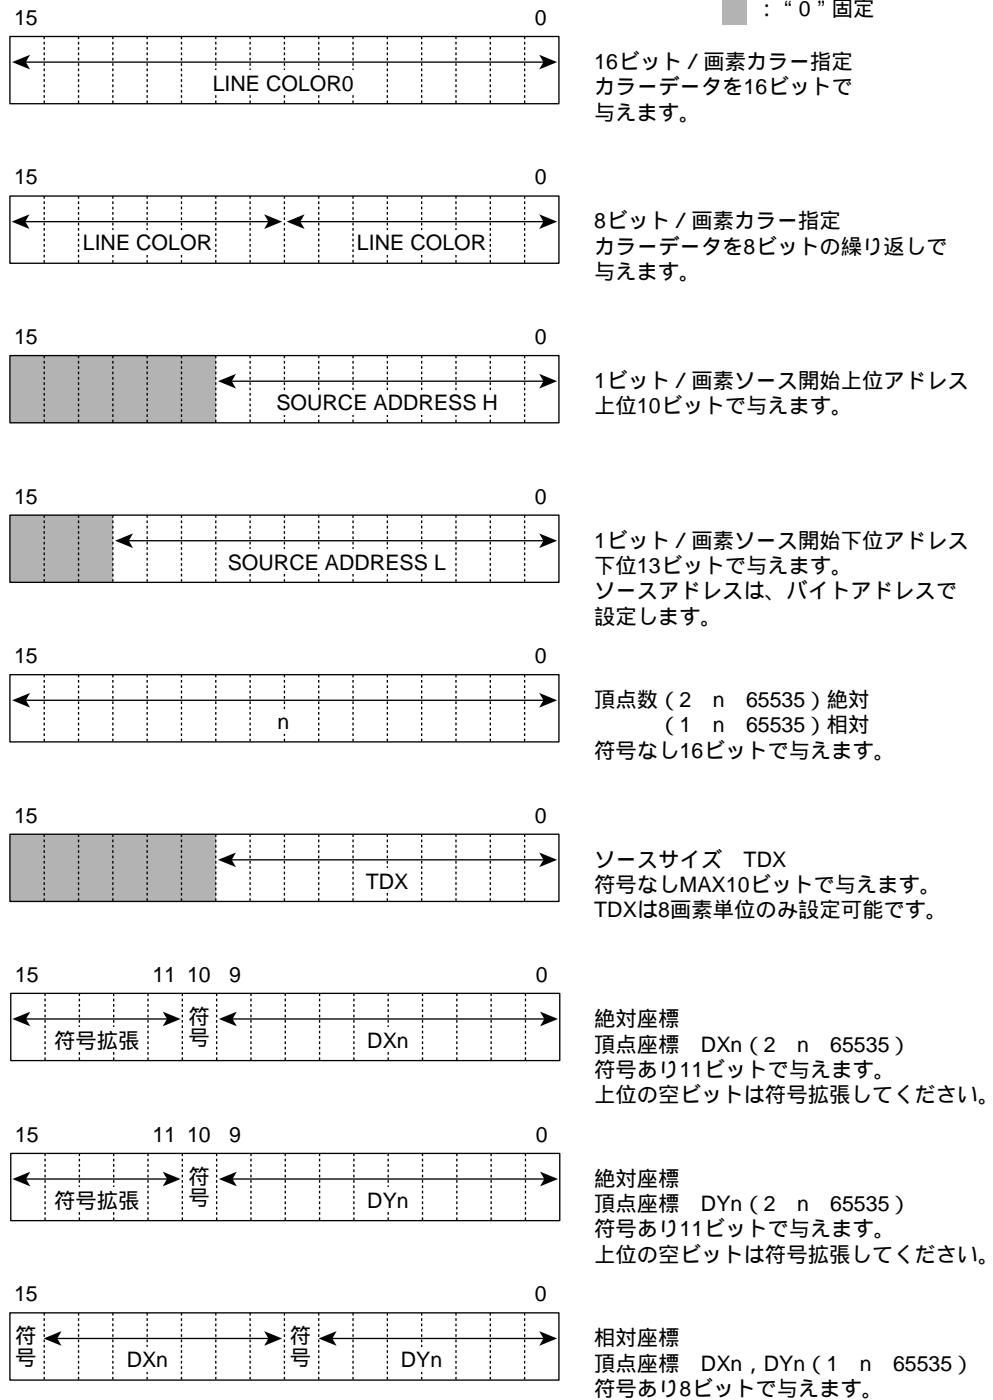 ： “ 0 ” 固定
15 0
LINE COLOR0
16ビット / 画素カラー指定
カラーデータを16ビットで
与えます。
15 0
LINE COLOR LINE COLOR
8ビット / 画素カラー指定
カラーデータを8ビットの繰り返しで
与えます。
15 0
SOURCE ADDRESS H
1ビット / 画素ソース開始上位アドレス
上位10ビットで与えます。
15 0
SOURCE ADDRESS L
1ビット / 画素ソース開始下位アドレス
下位13ビットで与えます。
ソースアドレスは、バイトアドレスで
設定します。
15 0
n
頂点数 ( 2 n 65535 ) 絶対
( 1 n 65535 ) 相対
符号なし16ビットで与えます。
15 0
TDX
ソースサイズ TDX
符号なしMAX10ビットで与えます。
TDXは8画素単位のみ設定可能です。
15 11 10 9 0
符号拡張 符号 DXn
絶対座標
頂点座標 DXn ( 2 n 65535 )
符号あり11ビットで与えます。
上位の空ビットは符号拡張してください。
15 11 10 9 0
符号拡張 符号 DYn
絶対座標
頂点座標 DYn ( 2 n 65535 )
符号あり11ビットで与えます。
上位の空ビットは符号拡張してください。
15 0
符号 DXn 符号 DYn
相対座標
頂点座標 DXn , DYn ( 1 n 65535 )
符号あり8ビットで与えます。